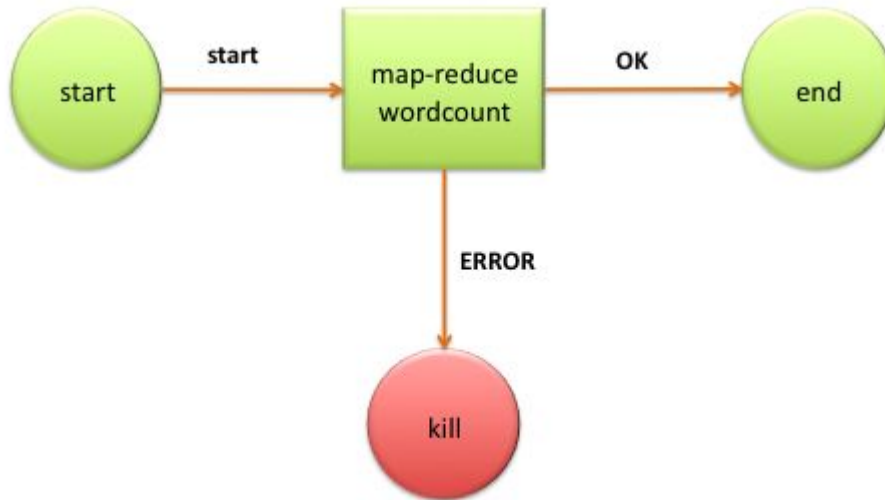 start
start
map-reduce
wordcount
OK
end
ERROR
kill